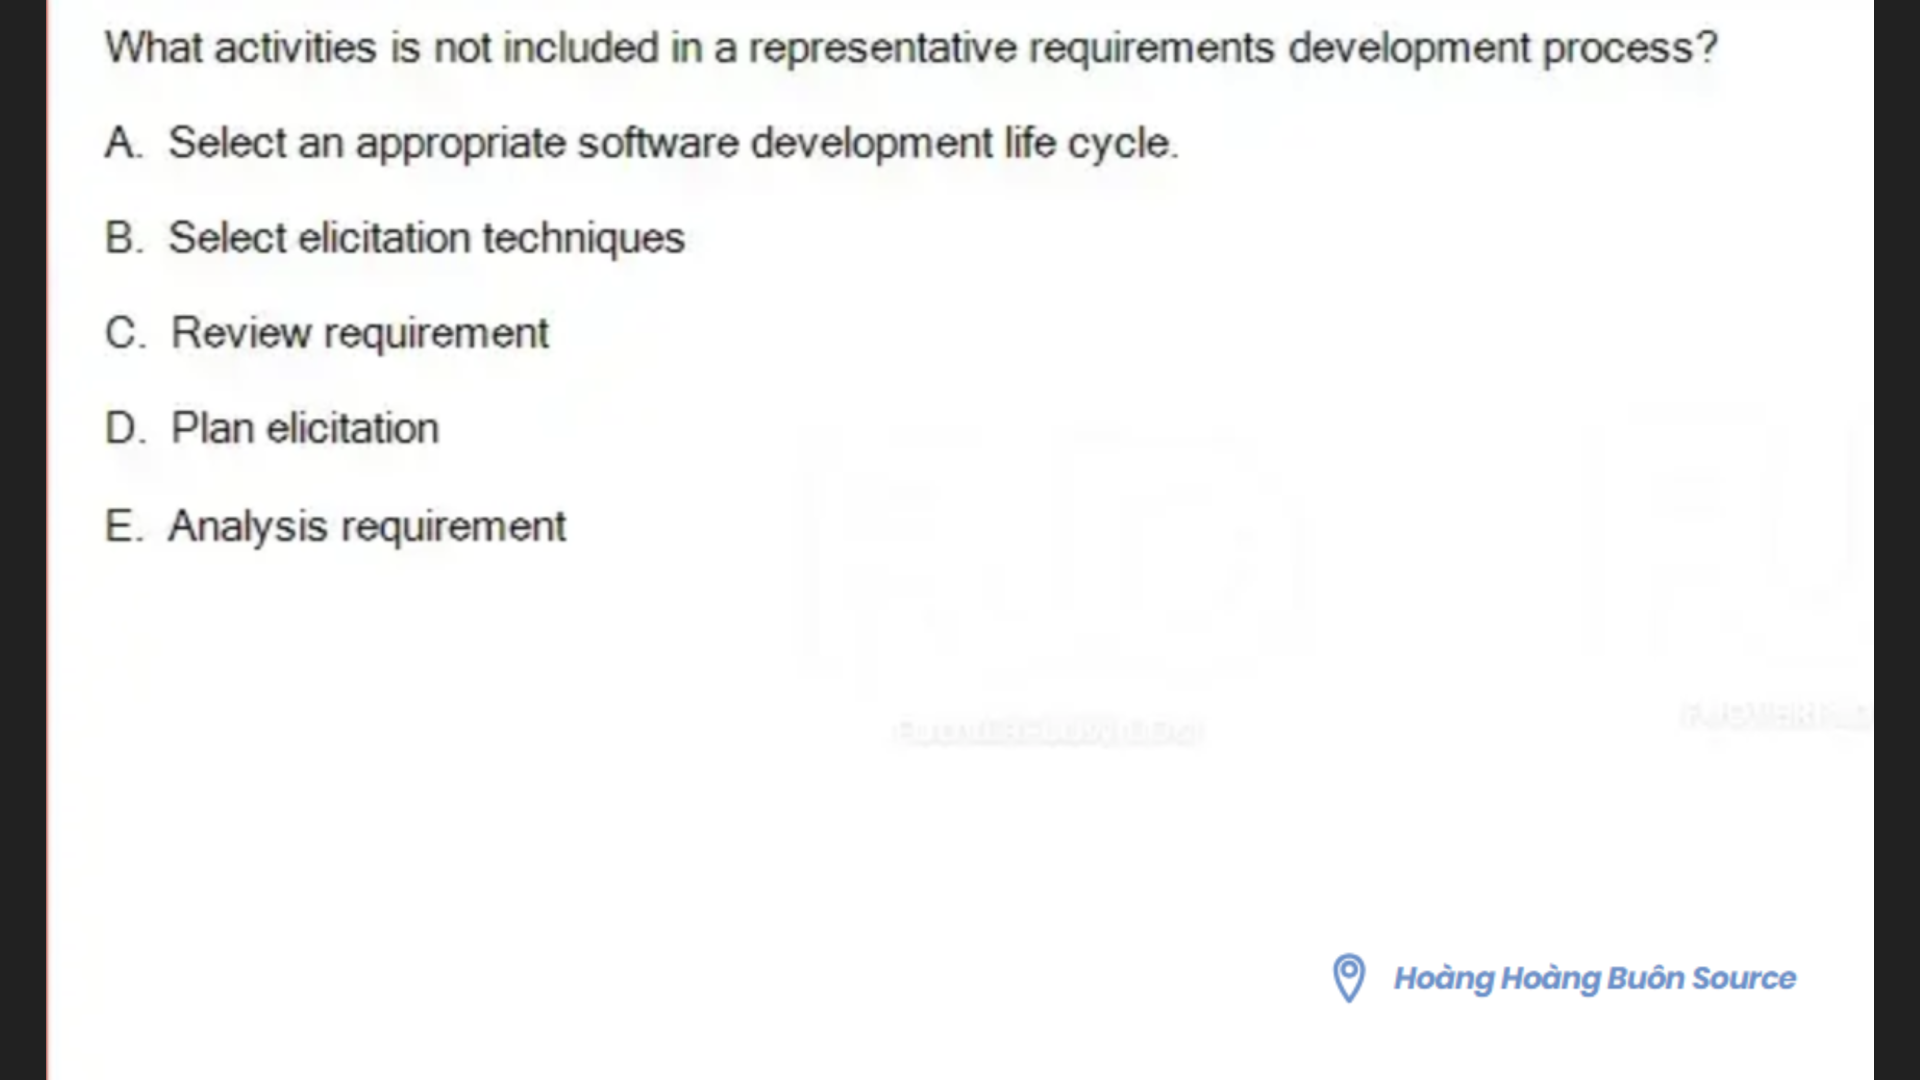 What activities is not included in a representative requirements development process?
A. Select an appropriate software development life cycle.
B. Select elicitation techniques
C. Review requirement
D. Plan elicitation
E. Analysis requirement
Hoàng Hoàng Buôn Source